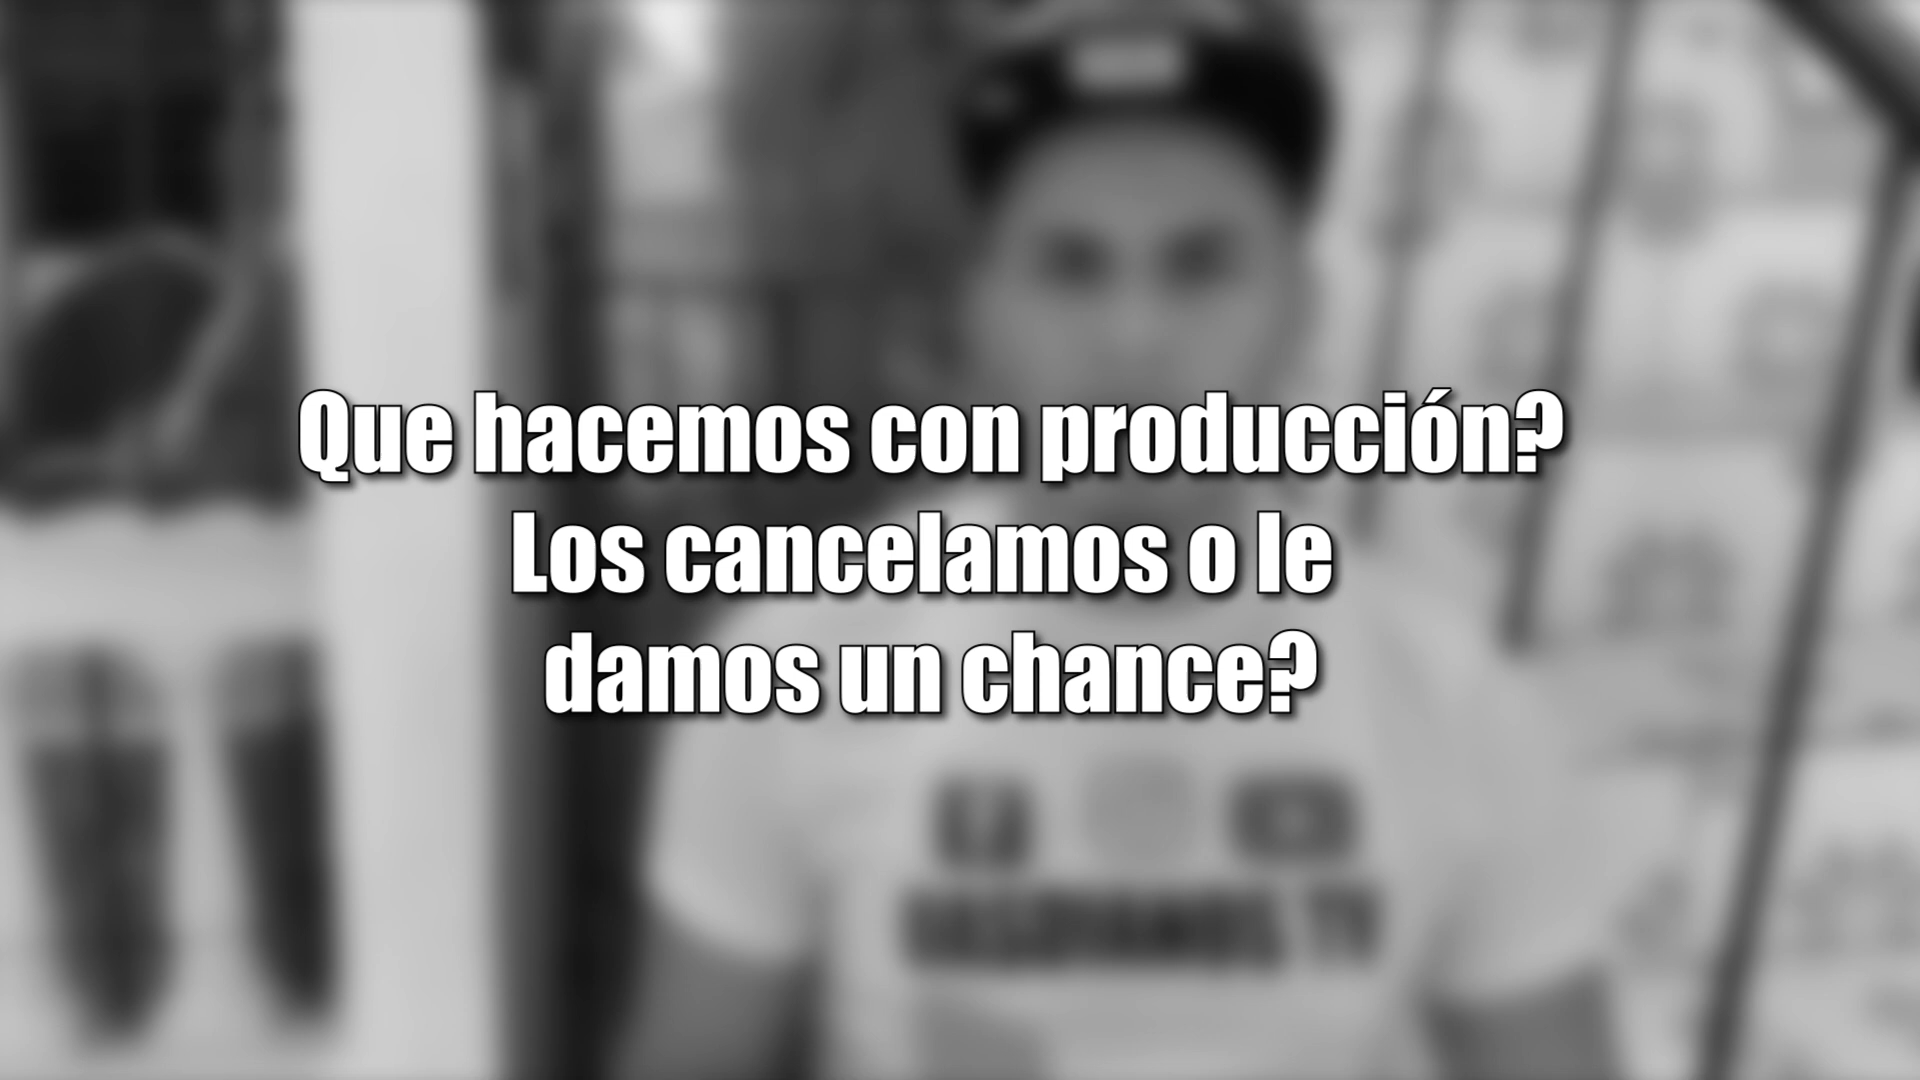 Que hacemos con producción?
Los cancelamos o le
damos un chance?